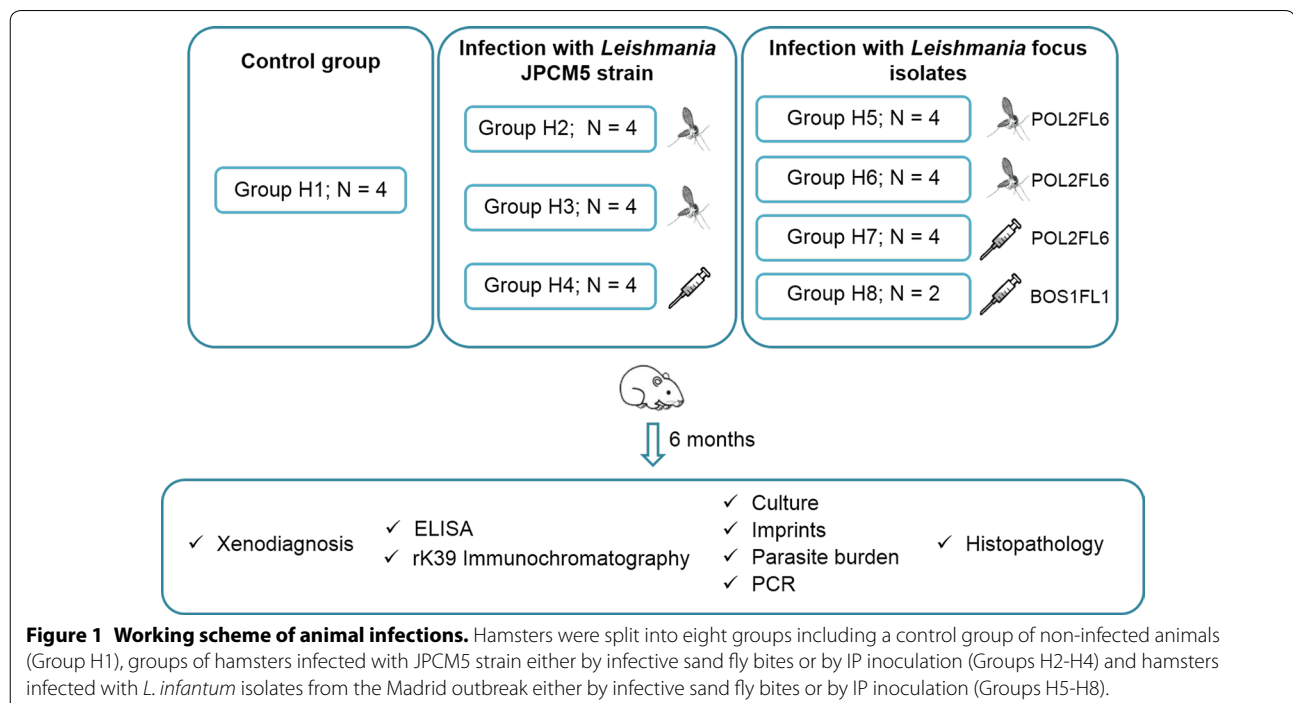 Control group
Group H1; N = 4
Infection with Leishmania
JPCM5 strain
Group H2; N = 4
Group H3; N = 4
Group H4; N = 4
Infection with Leishmania focus
isolates
Group H5; N = 4 POL2FL6
Group H6; N = 4 POL2FL6
Group H7; N = 4 POL2FL6
Group H8; N = 2 BOS1FL1
6 months
✓ Xenodiagnosis
✓ ELISA
✓ rK39 Immunochromatography
✓ Culture
✓ Imprints
✓ Parasite burden
✓ PCR
✓ Histopathology
Figure 1 Working scheme of animal infections. Hamsters were split into eight groups including a control group of non-infected animals
(Group H1), groups of hamsters infected with JPCM5 strain either by infective sand fly bites or by IP inoculation (Groups H2-H4) and hamsters
infected with L. infantum isolates from the Madrid outbreak either by infective sand fly bites or by IP inoculation (Groups H5-H8).